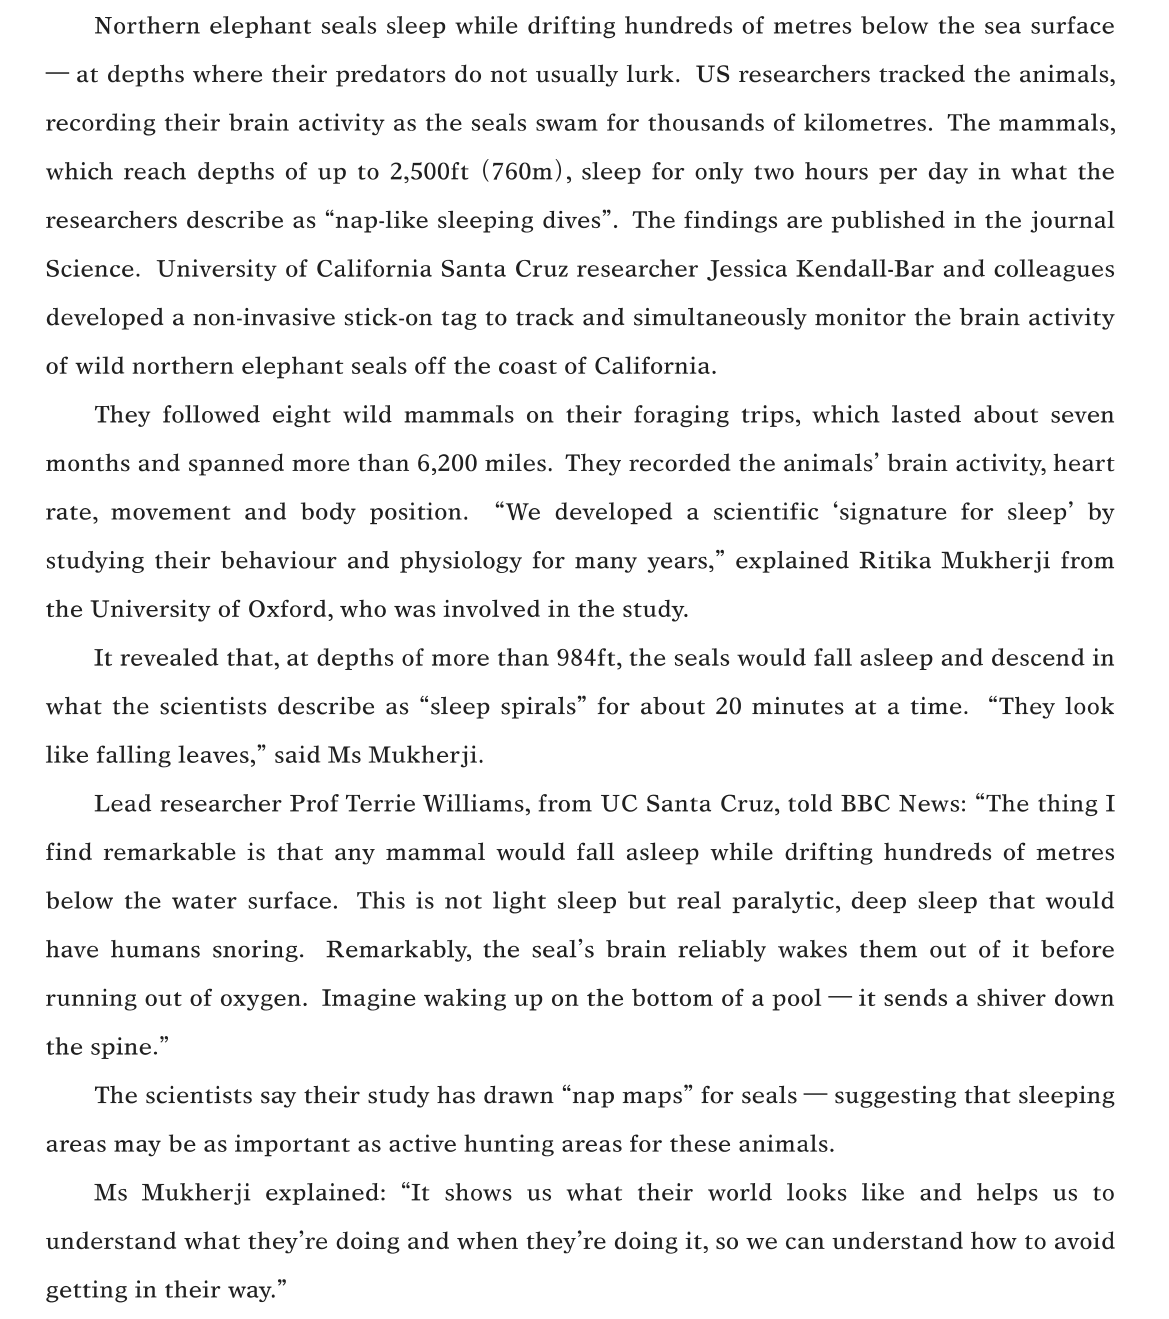 Northern elephant seals sleep while drifting hundreds of metres below the sea surface
— at depths where their predators do not usually lurk. US researchers tracked the animals,
recording their brain activity as the seals swam for thousands of kilometres. The mammals,
which reach depths of up to 2,500ft (760m), sleep for only two hours per day in what the
researchers describe as “nap-like sleeping dives”. The findings are published in the journal
Science. University of California Santa Cruz researcher Jessica Kendall-Bar and colleagues
developed a non-invasive stick-on tag to track and simultaneously monitor the brain activity
of wild northern elephant seals off the coast of California.
They followed eight wild mammals on their foraging trips, which lasted about seven
months and spanned more than 6,200 miles. They recorded the animals’ brain activity, heart
rate, movement and body position. “We developed a scientific ‘signature for sleep’ by
studying their behaviour and physiology for many years,” explained Ritika Mukherji from
the University of Oxford, who was involved in the study.
It revealed that, at depths of more than 984ft, the seals would fall asleep and descend in
what the scientists describe as “sleep spirals” for about 20 minutes at a time. “They look
like falling leaves,” said Ms Mukherji.
Lead researcher Prof Terrie Williams, from UC Santa Cruz, told BBC News: “The thing I
find remarkable is that any mammal would fall asleep while drifting hundreds of metres
below the water surface. This is not light sleep but real paralytic, deep sleep that would
have humans snoring. Remarkably, the seal’s brain reliably wakes them out of it before
running out of oxygen. Imagine waking up on the bottom of a pool — it sends a shiver down
the spine.”
The scientists say their study has drawn “nap maps” for seals — suggesting that sleeping
areas may be as important as active hunting areas for these animals.
Ms Mukherji explained: “It shows us what their world looks like and helps us to
understand what they’re doing and when they’re doing it, so we can understand how to avoid
getting in their way.”